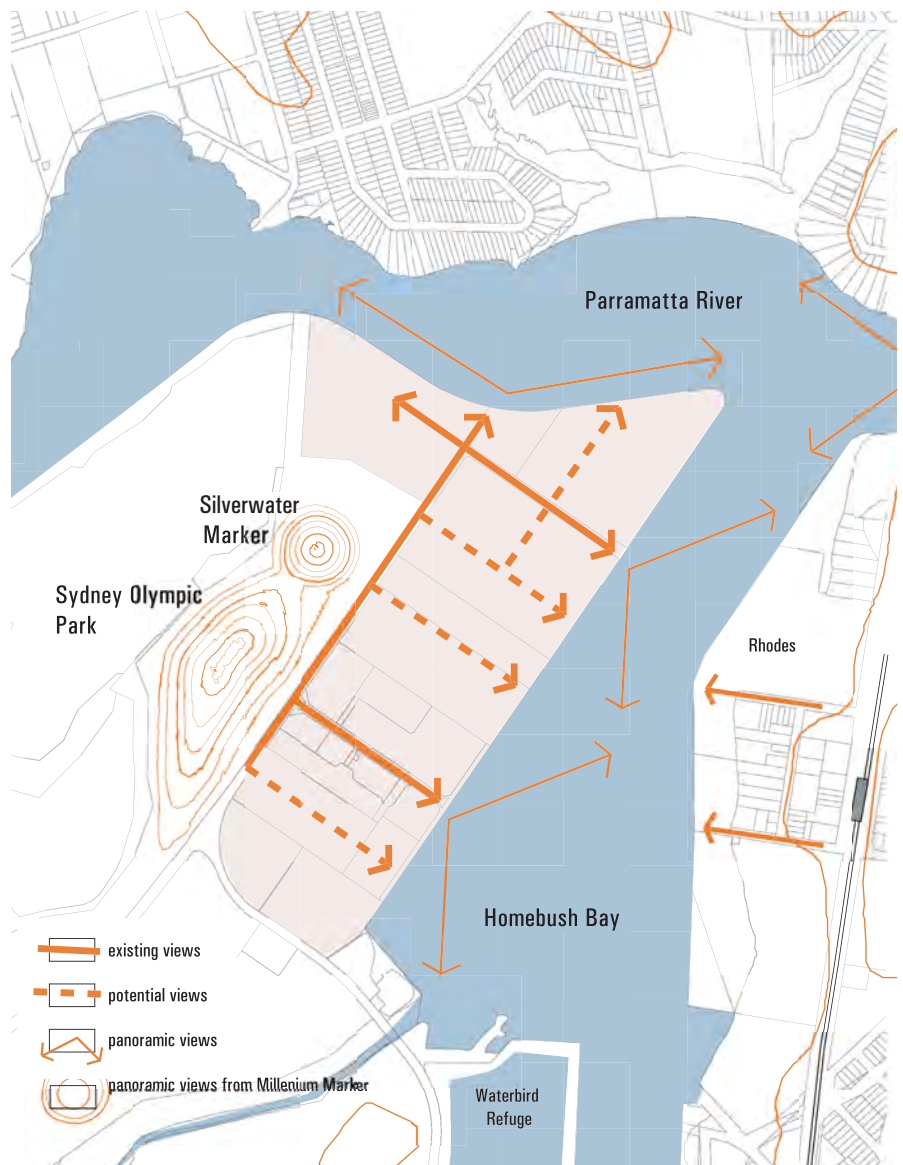 Parramatta River
Silverwater
Marker
Sydney Olympic
Park
Rhodes
Homebush Bay
existing views
potential views
panoramic views
panoramic views from Millenium Marker
Waterbird
Refuge